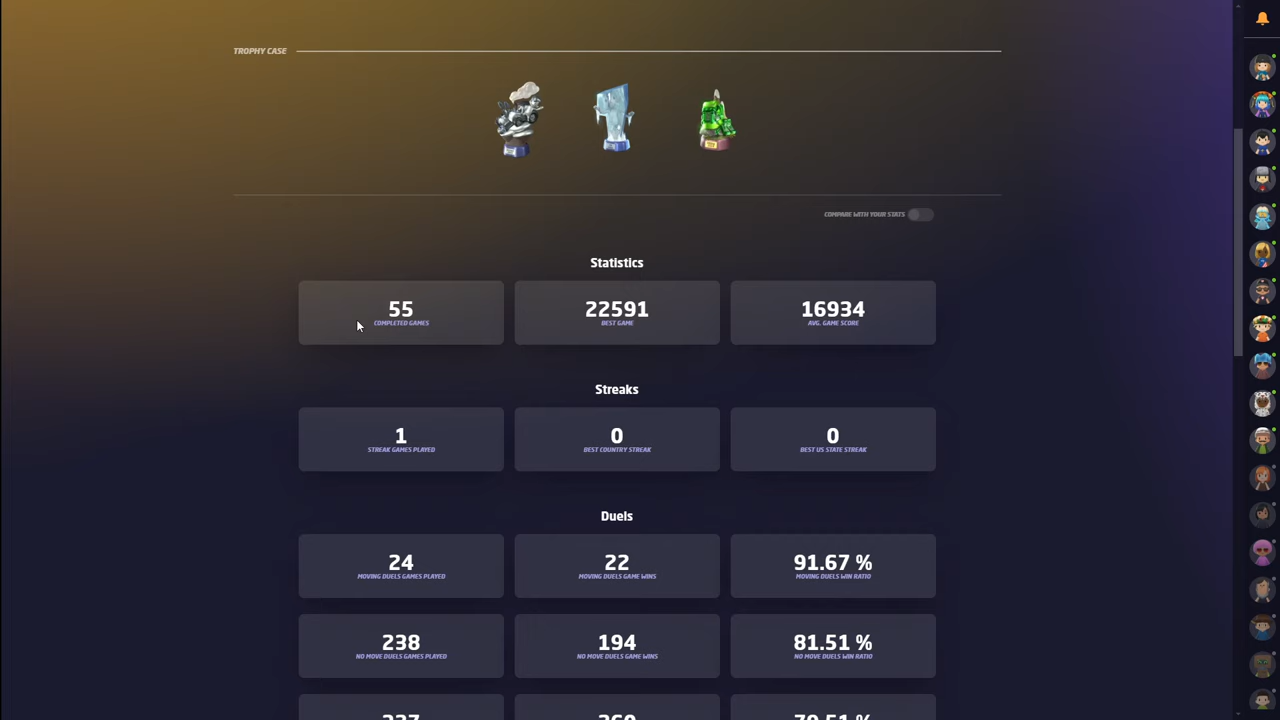 TROPHY CASE
COMPARE WITH YOUR STATS
Statistics
55 22591 16934
COMPLETED GAMES BEST GAME AVG. GAME SCORE
Streaks
1 0 0
STREAK GAMES PLAYED BEST COUNTRY STREAK BEST US STATE STREAK
Duels
24 22 91.67 %
MOVING DUELS GAMES PLAYED MOVING DUELS GAME WINS MOVING DUELS WIN RATIO
238 194 81.51 %
NO MOVE DUELS GAMES PLAYED NO MOVE DUELS GAME WINS NO MOVE DUELS WIN RATIO